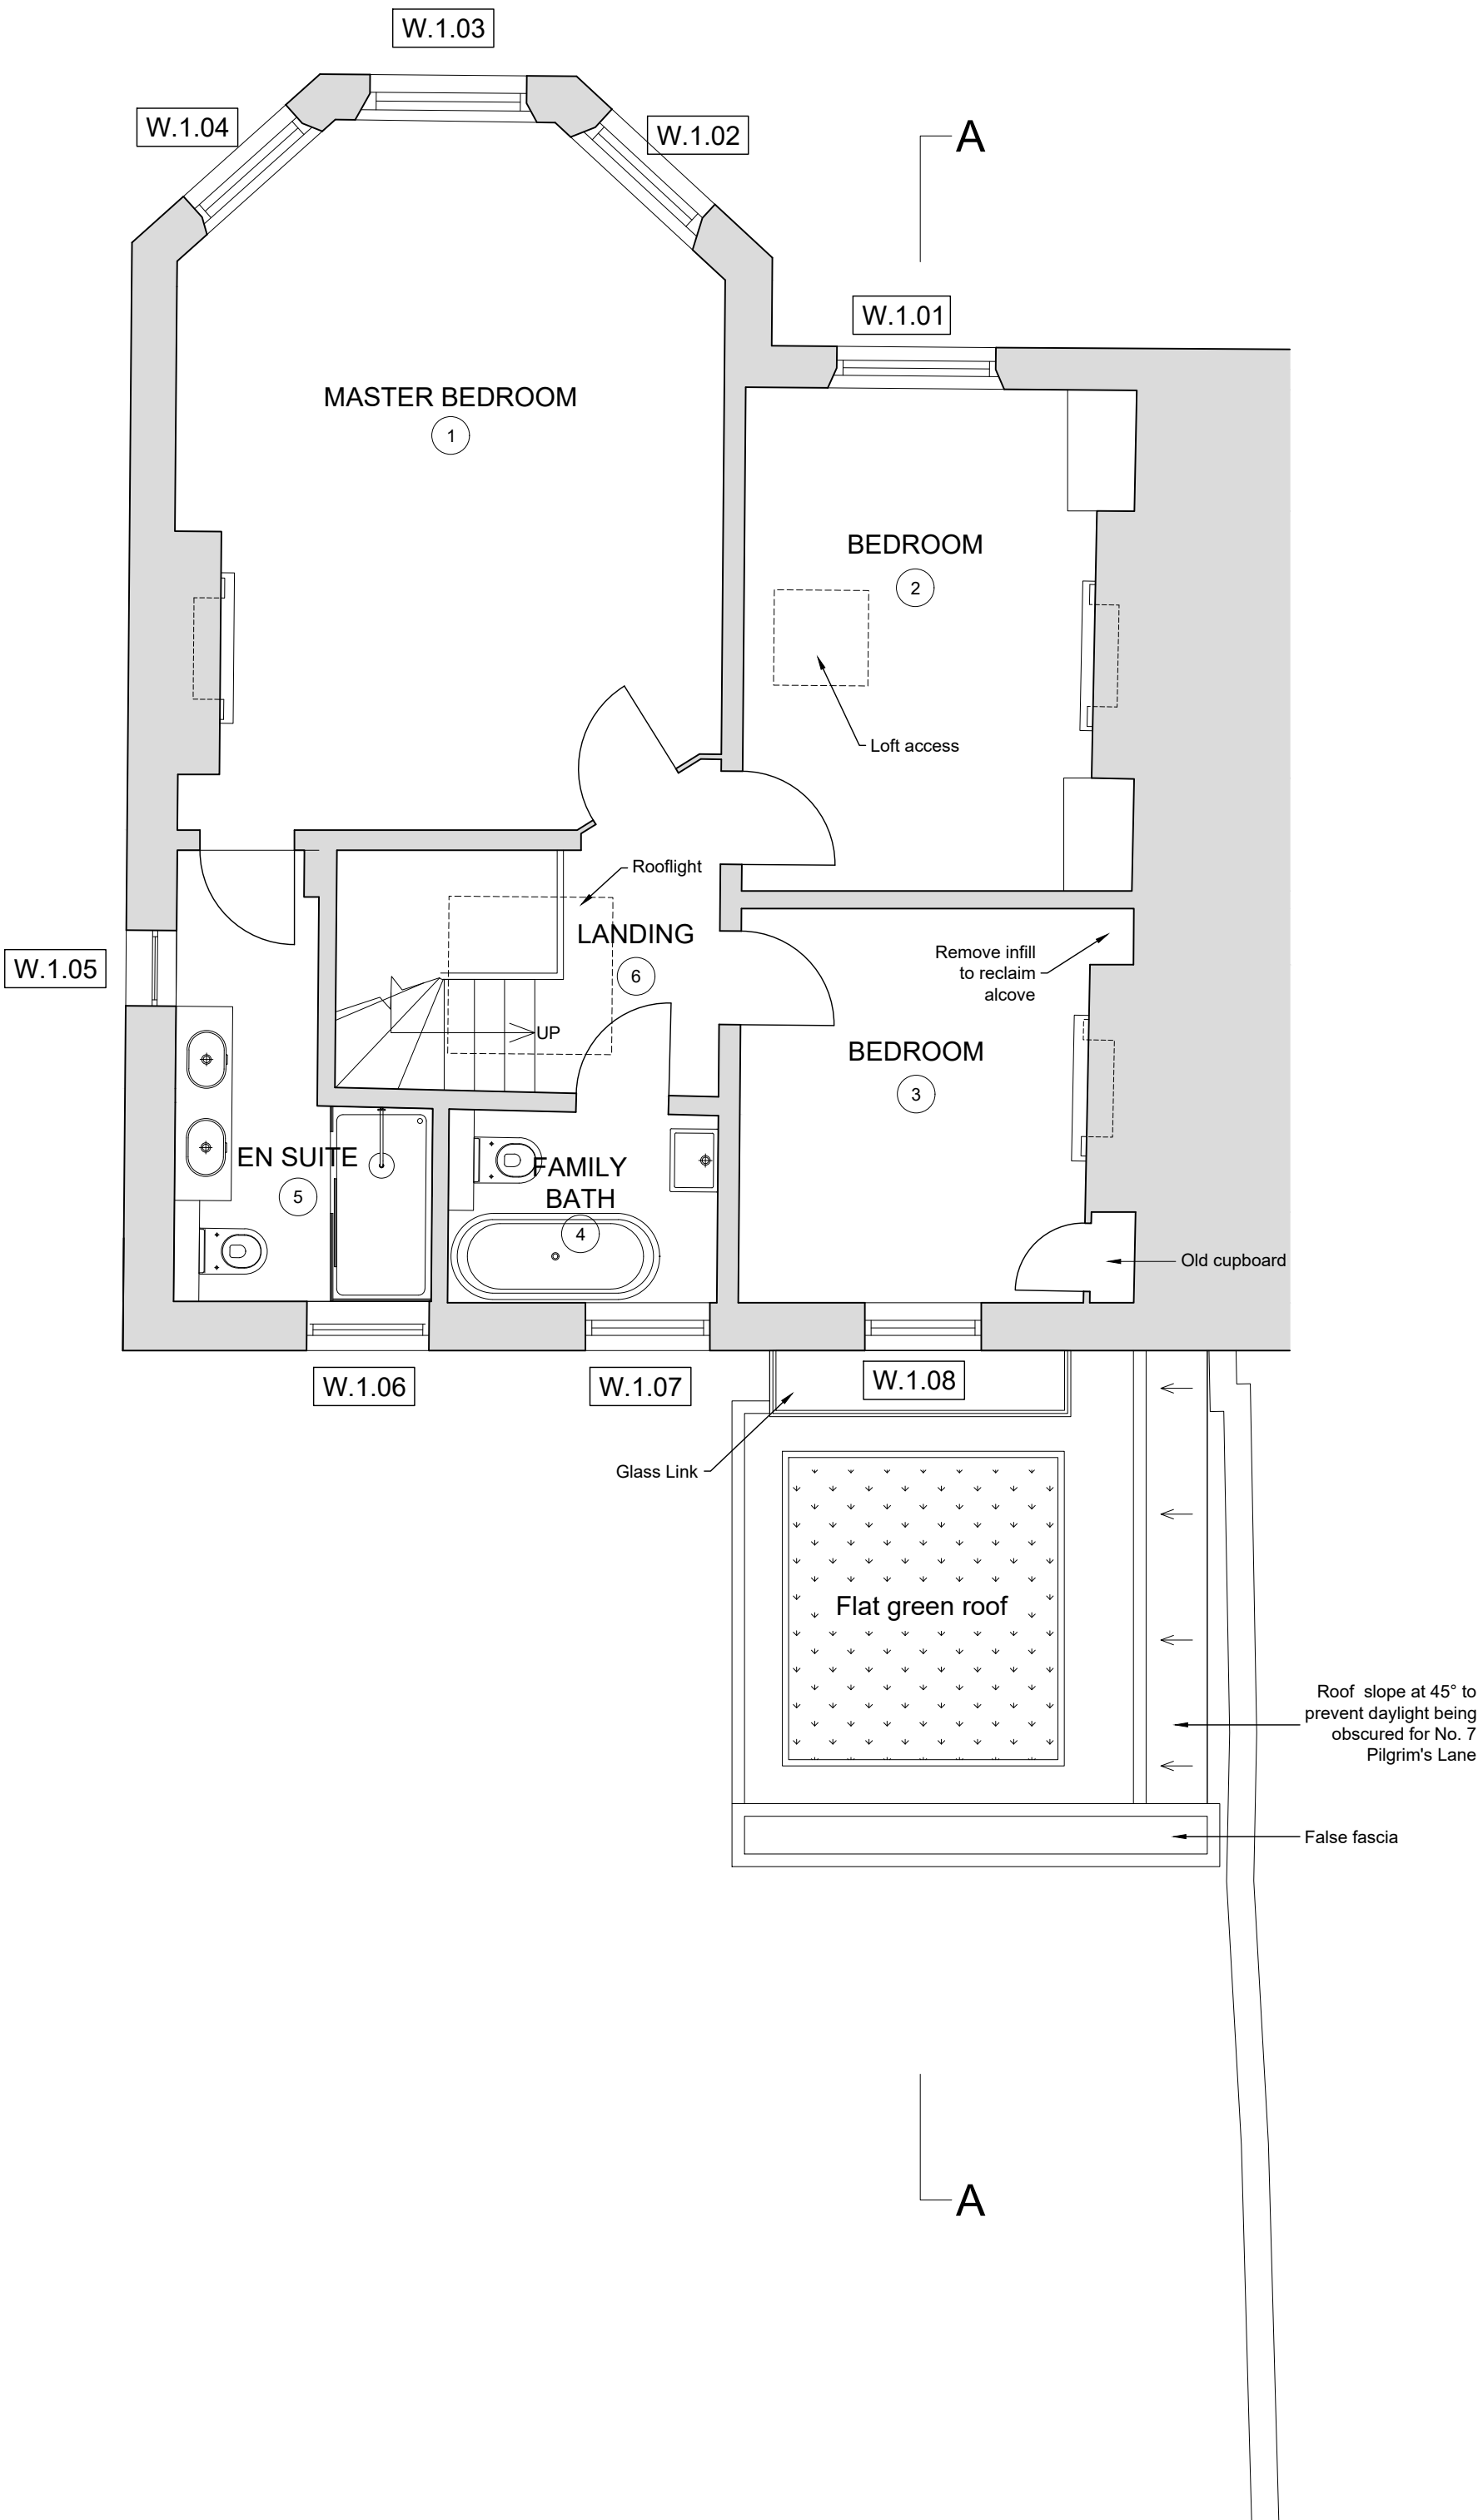 W.1.03
W.1.04
W.1.02
A
W.1.01
MASTER BEDROOM
1
BEDROOM
2
Loft access
Rooflight
LANDING
6
Remove infill
to reclaim
alcove
W.1.05
UP
BEDROOM
3
EN SUITE
5
FAMILY
BATH
4
Old cupboard
W.1.06
W.1.07
W.1.08
Glass Link
Flat green roof
Roof slope at 45° to
prevent daylight being
obscured for No. 7
Pilgrim's Lane
False fascia
A